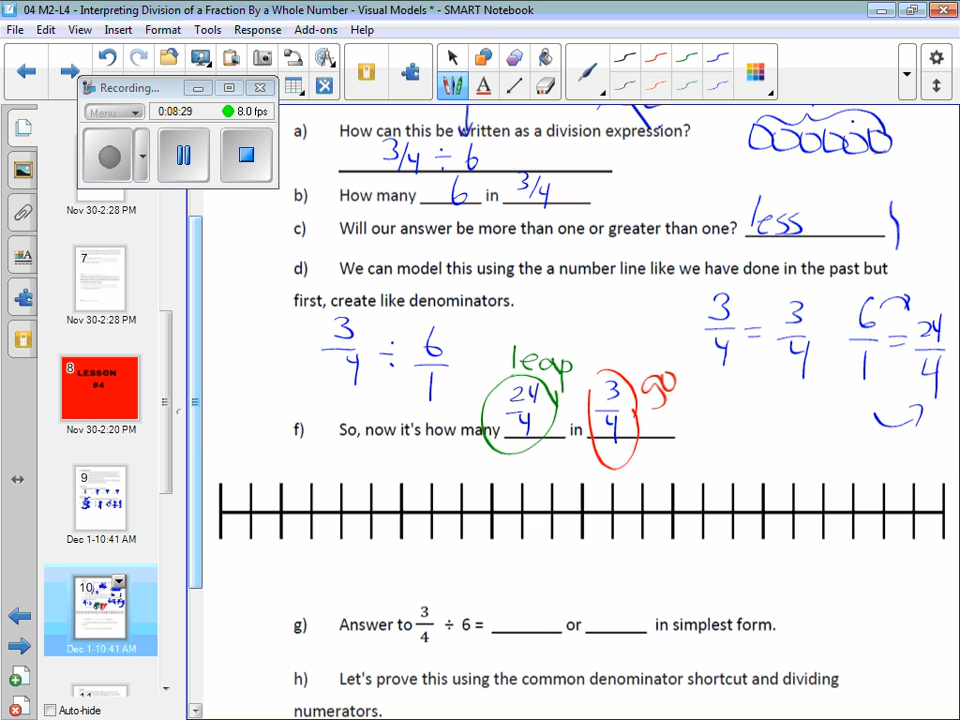 04 M2-L4 - Interpreting Division of a Fraction By a Whole Number - Visual Models * - SMART Notebook
File Edit View Insert Format Tools Response Add-ons Help
Recording...
Menu 0:08:29 8.0 fps
Nov 30-2:28 PM
7
Nov 30-2:28 PM
8
LESSON
#4
Nov 30-2:20 PM
9
Dec 1-10:41 AM
10
Dec 1-10:41 AM
11
Auto-hide
a) How can this be written as a division expression?
3/4 ÷ 6
b) How many 6 in 3/4
c) Will our answer be more than one or greater than one? less
d) We can model this using the a number line like we have done in the past but
first, create like denominators.
3/4 ÷ 6/1
3/4 = 3/4 6/1 = 24/4
leap
go
f) So, now it's how many 24/4 in 3/4
g) Answer to 3/4 ÷ 6 = ______ or ______ in simplest form.
h) Let's prove this using the common denominator shortcut and dividing
numerators.